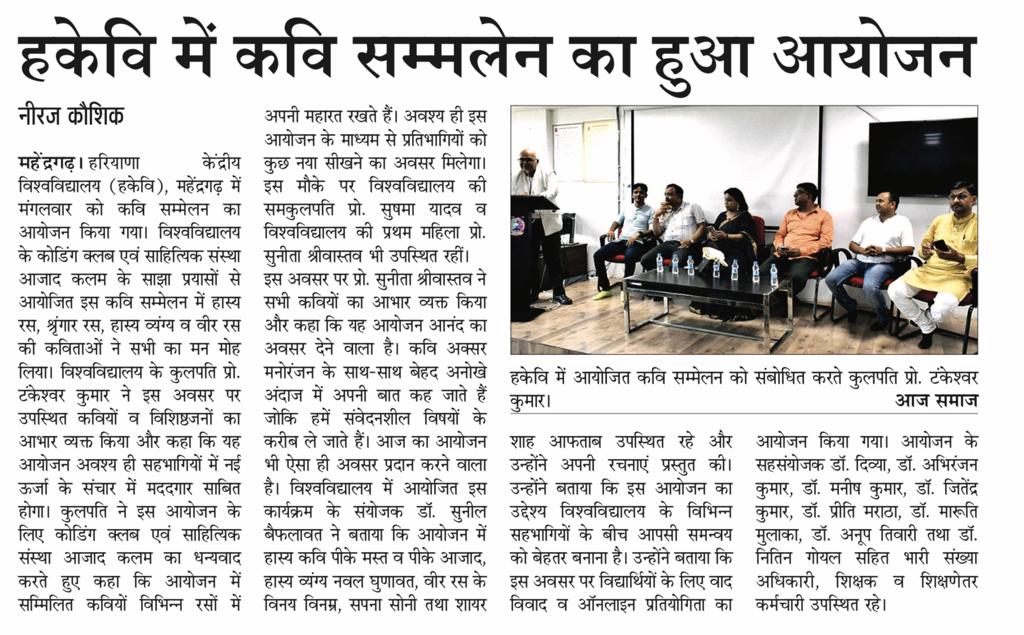 हकेवि में कवि सम्मलेन का हुआ आयोजन
नीरज कौशिक
महेंद्रगढ़। हरियाणा केंद्रीय
विश्वविद्यालय (हकेवि), महेंद्रगढ़ में
मंगलवार को कवि सम्मेलन का
आयोजन किया गया। विश्वविद्यालय
के कोडिंग क्लब एवं साहित्यिक संस्था
आजाद कलम के साझा प्रयासों से
आयोजित इस कवि सम्मेलन में हास्य
रस, श्रृंगार रस, हास्य व्यंग्य व वीर रस
की कविताओं ने सभी का मन मोह
लिया। विश्वविद्यालय के कुलपति प्रो.
टंकेश्वर कुमार ने इस अवसर पर
उपस्थित कवियों व विशिष्ठजनों का
आभार व्यक्त किया और कहा कि यह
आयोजन अवश्य ही सहभागियों में नई
ऊर्जा के संचार में मददगार साबित
होगा। कुलपति ने इस आयोजन के
लिए कोडिंग क्लब एवं साहित्यिक
संस्था आजाद कलम का धन्यवाद
करते हुए कहा कि आयोजन में
सम्मिलित कवियों विभिन्न रसों में
अपनी महारत रखते हैं। अवश्य ही इस
आयोजन के माध्यम से प्रतिभागियों को
कुछ नया सीखने का अवसर मिलेगा।
इस मौके पर विश्वविद्यालय की
समकुलपति प्रो. सुषमा यादव व
विश्वविद्यालय की प्रथम महिला प्रो.
सुनीता श्रीवास्तव भी उपस्थित रहीं।
इस अवसर पर प्रो. सुनीता श्रीवास्तव ने
सभी कवियों का आभार व्यक्त किया
और कहा कि यह आयोजन आनंद का
अवसर देने वाला है। कवि अक्सर
मनोरंजन के साथ-साथ बेहद अनोखे
अंदाज में अपनी बात कह जाते हैं
जोकि हमें संवेदनशील विषयों के
करीब ले जाते हैं। आज का आयोजन
भी ऐसा ही अवसर प्रदान करने वाला
है। विश्वविद्यालय में आयोजित इस
कार्यक्रम के संयोजक डॉ. सुनील
बैफलावत ने बताया कि आयोजन में
हास्य कवि पीके मस्त व पीके आजाद,
हास्य व्यंग्य नवल घुणावत, वीर रस के
विनय विनम्र, सपना सोनी तथा शायर
हकेवि में आयोजित कवि सम्मेलन को संबोधित करते कुलपति प्रो. टंकेश्वर
कुमार। आज समाज
शाह आफताब उपस्थित रहे और
उन्होंने अपनी रचनाएं प्रस्तुत की।
उन्होंने बताया कि इस आयोजन का
उद्देश्य विश्वविद्यालय के विभिन्न
सहभागियों के बीच आपसी समन्वय
को बेहतर बनाना है। उन्होंने बताया कि
इस अवसर पर विद्यार्थियों के लिए वाद
विवाद व ऑनलाइन प्रतियोगिता का
आयोजन किया गया। आयोजन के
सहसंयोजक डॉ. दिव्या, डॉ. अभिरंजन
कुमार, डॉ. मनीष कुमार, डॉ. जितेंद्र
कुमार, डॉ. प्रीति मराठा, डॉ. मारूति
मुलाका, डॉ. अनूप तिवारी तथा डॉ.
नितिन गोयल सहित भारी संख्या
अधिकारी, शिक्षक व शिक्षणेतर
कर्मचारी उपस्थित रहे।